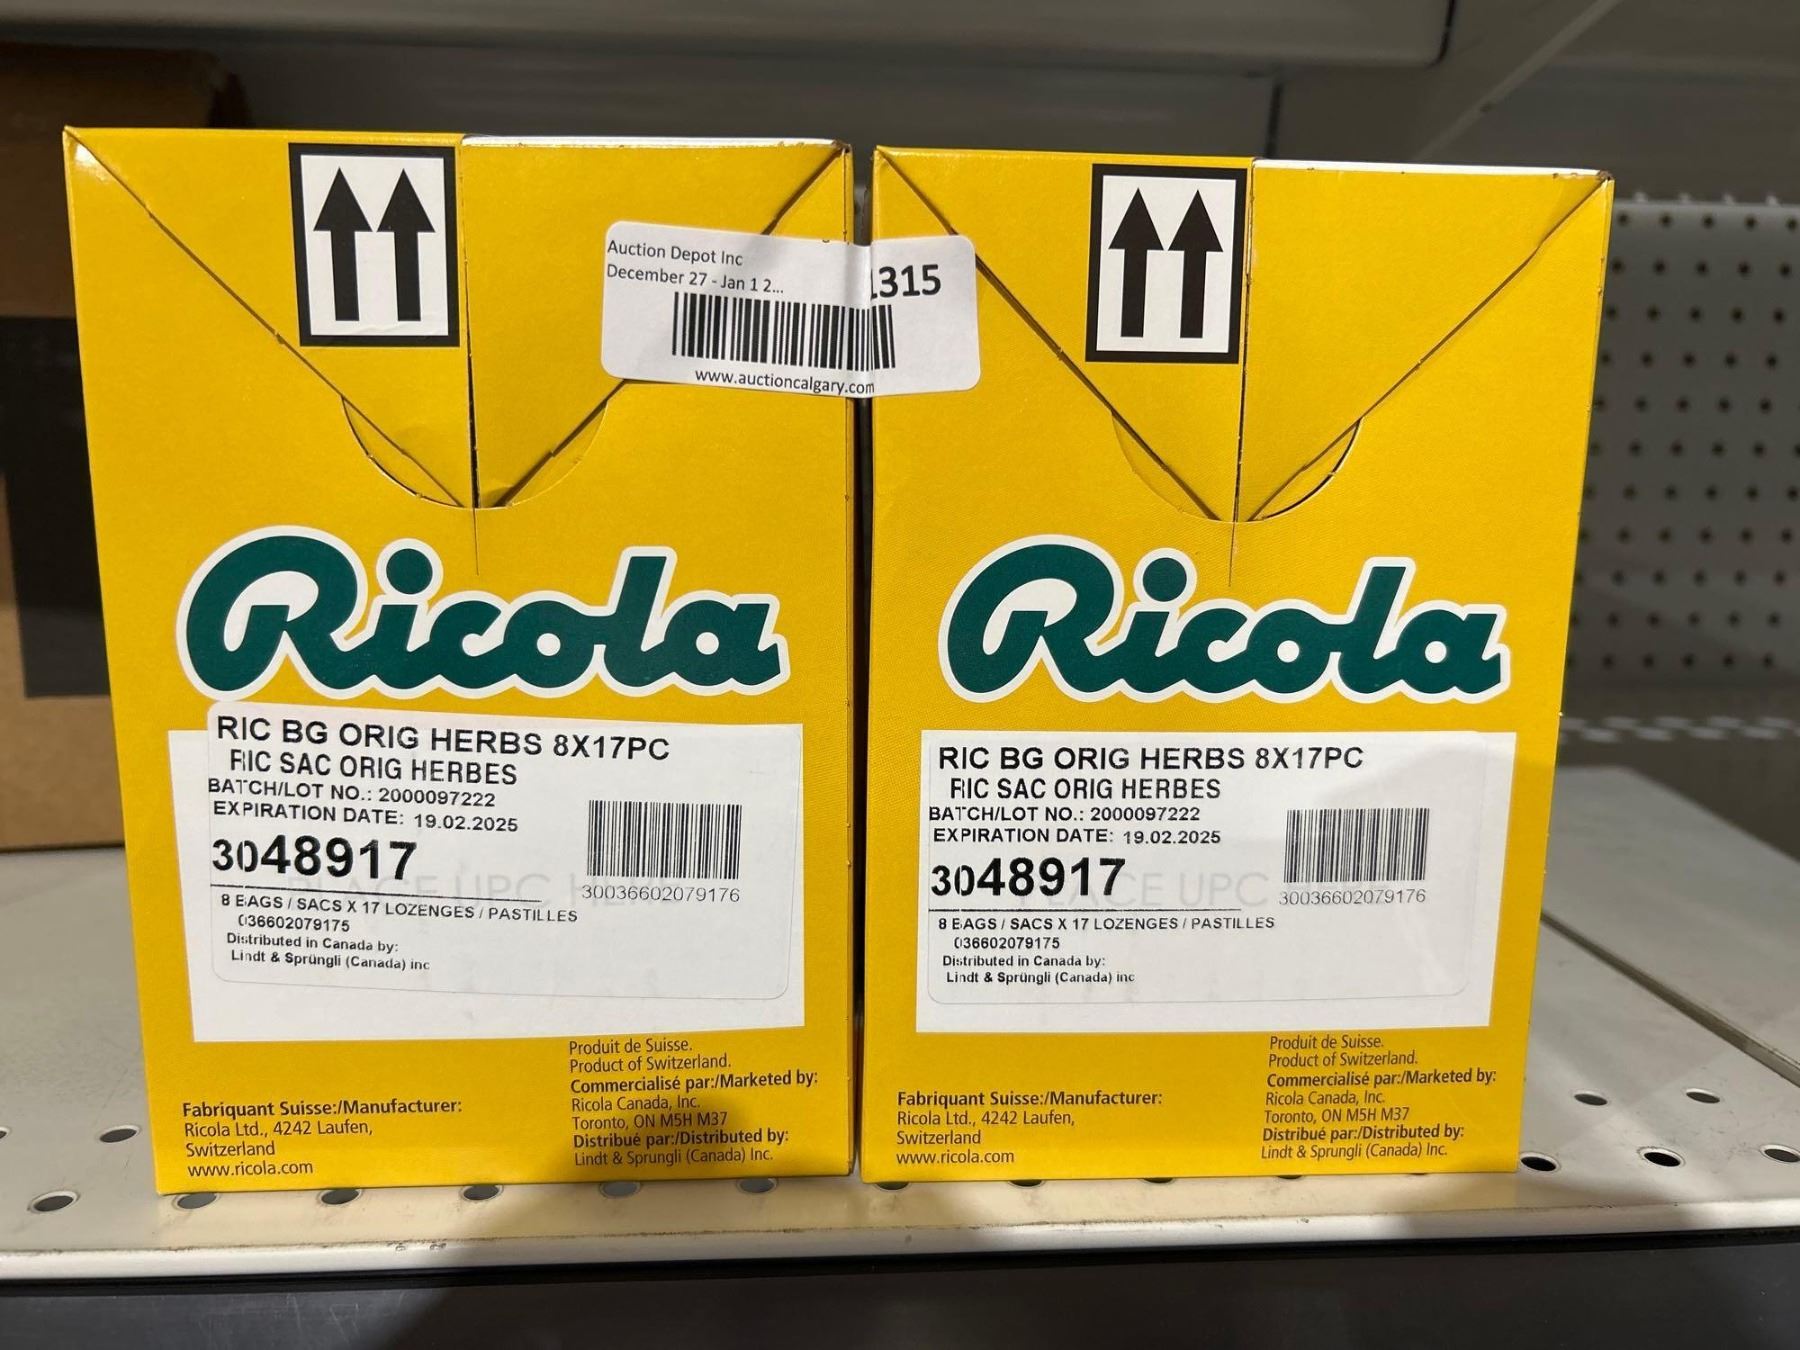 Auction Depot Inc
December 27 - Jan 1 2...
1315
www.auctioncalgary.com
Ricola
RIC BG ORIG HERBS 8X17PC
RIC SAC ORIG HERBES
BATCH/LOT NO.: 2000097222
EXPIRATION DATE: 19.02.2025
3048917
30036602079176
PLACE UPC HERE
8 BAGS / SACS X 17 LOZENGES / PASTILLES
036602079175
Distributed in Canada by:
Lindt & Sprüngli (Canada) inc
Produit de Suisse.
Product of Switzerland.
Commercialisé par:/Marketed by:
Ricola Canada, Inc.
Toronto, ON M5H M37
Distribué par:/Distributed by:
Lindt & Sprungli (Canada) Inc.
Fabriquant Suisse:/Manufacturer:
Ricola Ltd., 4242 Laufen,
Switzerland
www.ricola.com
Ricola
RIC BG ORIG HERBS 8X17PC
RIC SAC ORIG HERBES
BATCH/LOT NO.: 2000097222
EXPIRATION DATE: 19.02.2025
3048917
30036602079176
PLACE UPC
8 BAGS / SACS X 17 LOZENGES / PASTILLES
036602079175
Distributed in Canada by:
Lindt & Sprüngli (Canada) inc
Produit de Suisse.
Product of Switzerland.
Commercialisé par:/Marketed by:
Ricola Canada, Inc.
Toronto, ON M5H M37
Distribué par:/Distributed by:
Lindt & Sprungli (Canada) Inc.
Fabriquant Suisse:/Manufacturer:
Ricola Ltd., 4242 Laufen,
Switzerland
www.ricola.com